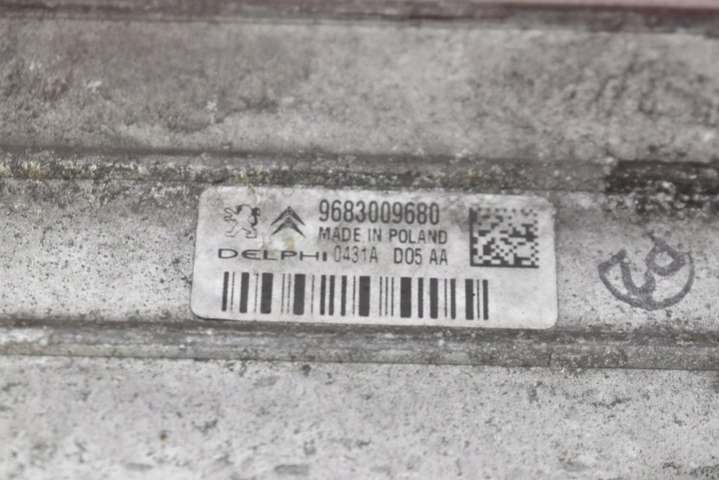 9683009680
MADE IN POLAND
DELPHI 0431A D05 AA